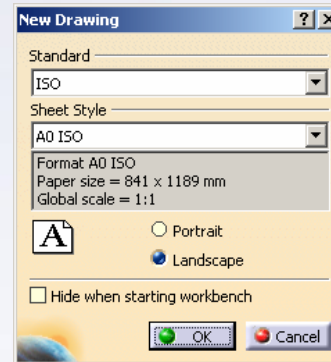 New Drawing
Standard
ISO
Sheet Style
A0 ISO
Format A0 ISO
Paper size = 841 x 1189 mm
Global scale = 1:1
A
Portrait
Landscape
Hide when starting workbench
OK
Cancel